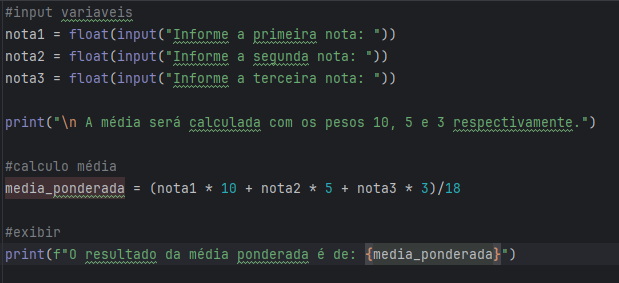 #input variaveis
nota1 = float(input("Informe a primeira nota: "))
nota2 = float(input("Informe a segunda nota: "))
nota3 = float(input("Informe a terceira nota: "))
print("\n A média será calculada com os pesos 10, 5 e 3 respectivamente.")
#calculo média
media_ponderada = (nota1 * 10 + nota2 * 5 + nota3 * 3)/18
#exibir
print(f"O resultado da média ponderada é de: {media_ponderada}")